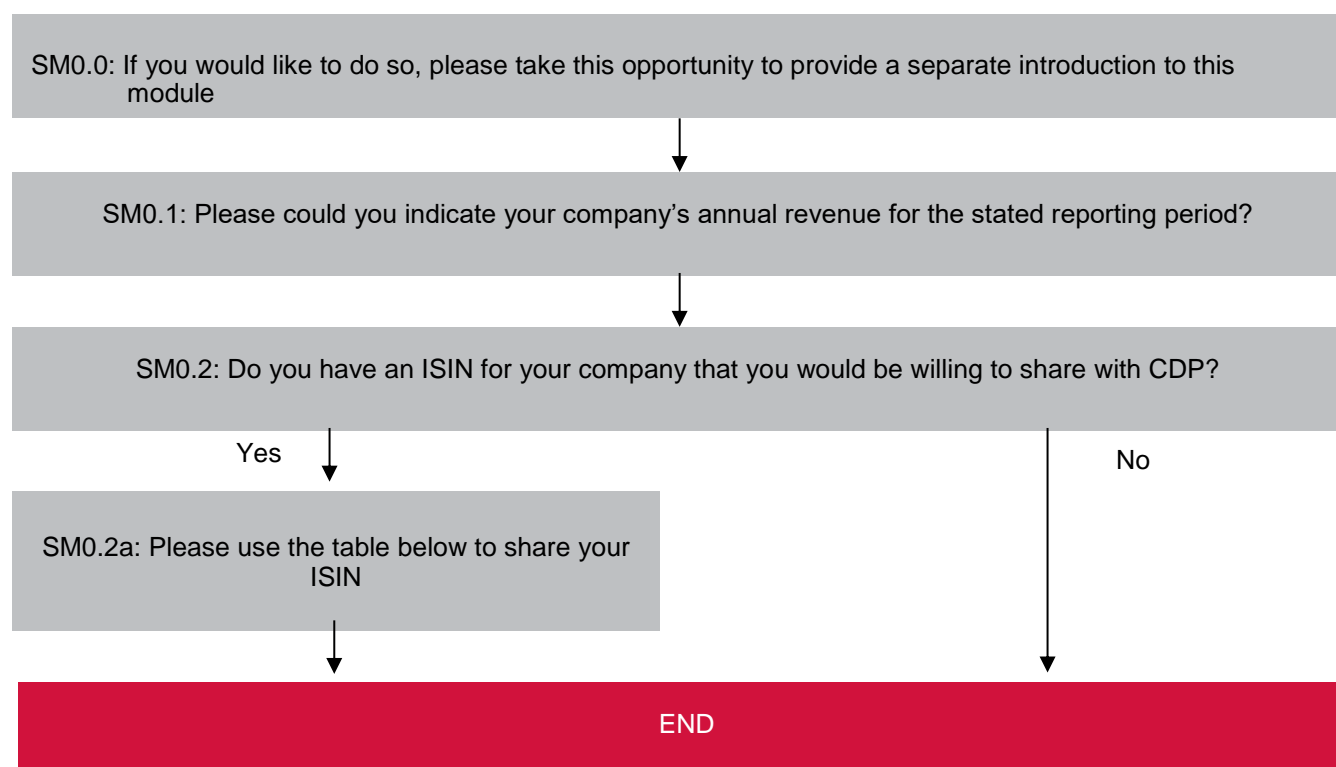 SM0.0: If you would like to do so, please take this opportunity to provide a separate introduction to this
module
SM0.1: Please could you indicate your company’s annual revenue for the stated reporting period?
SM0.2: Do you have an ISIN for your company that you would be willing to share with CDP?
Yes
No
SM0.2a: Please use the table below to share your
ISIN
END